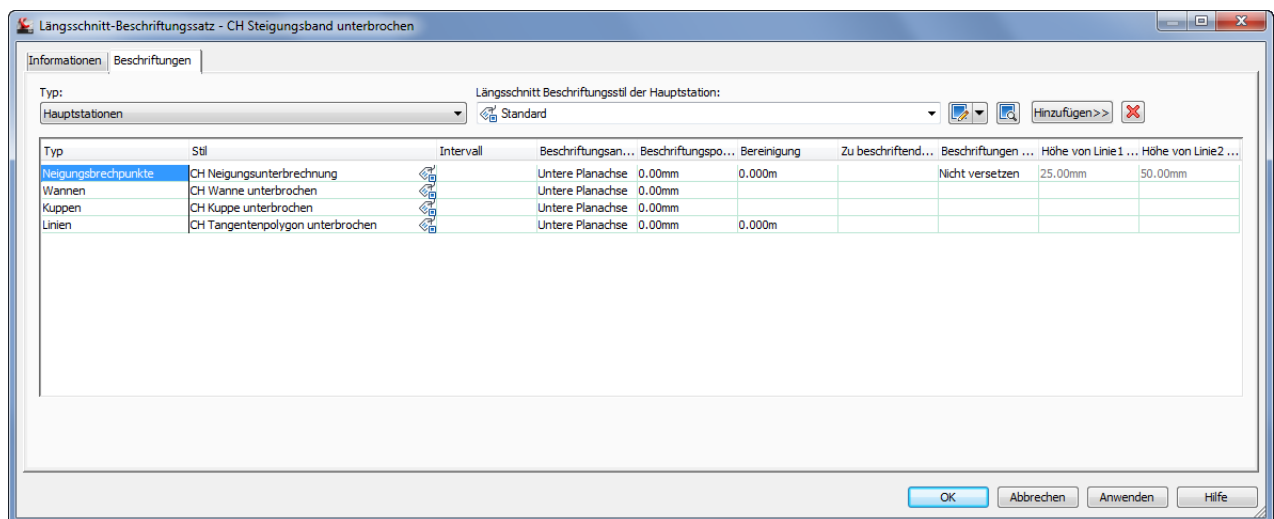 Längsschnitt-Beschriftungssatz - CH Steigungsband unterbrochen
Informationen Beschriftungen
Typ: Längsschnitt Beschriftungsstil der Hauptstation:
Hauptstationen Standard Hinzufügen>>
Typ Stil Intervall Beschriftungsan... Beschriftungspo... Bereinigung Zu beschriftend... Beschriftungen ... Höhe von Linie1 ... Höhe von Linie2 ...
Neigungsbrechpunkte CH Neigungsunterbrechnung Untere Planachse 0.00mm 0.000m Nicht versetzen 25.00mm 50.00mm
Wannen CH Wanne unterbrochen Untere Planachse 0.00mm
Kuppen CH Kuppe unterbrochen Untere Planachse 0.00mm
Linien CH Tangentenpolygon unterbrochen Untere Planachse 0.00mm 0.000m
OK Abbrechen Anwenden Hilfe